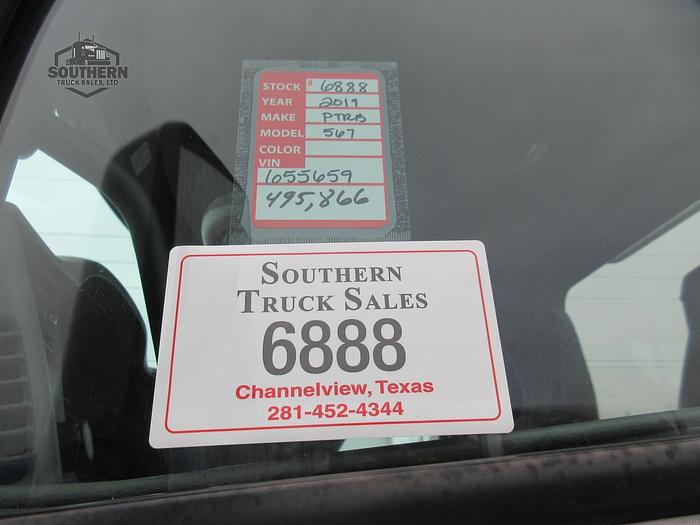 SOUTHERN
TRUCK SALES, LTD
STOCK # 6888
YEAR 2019
MAKE PTRB
MODEL 567
COLOR
VIN
655659
495,866
SOUTHERN
TRUCK SALES
6888
Channelview, Texas
281-452-4344